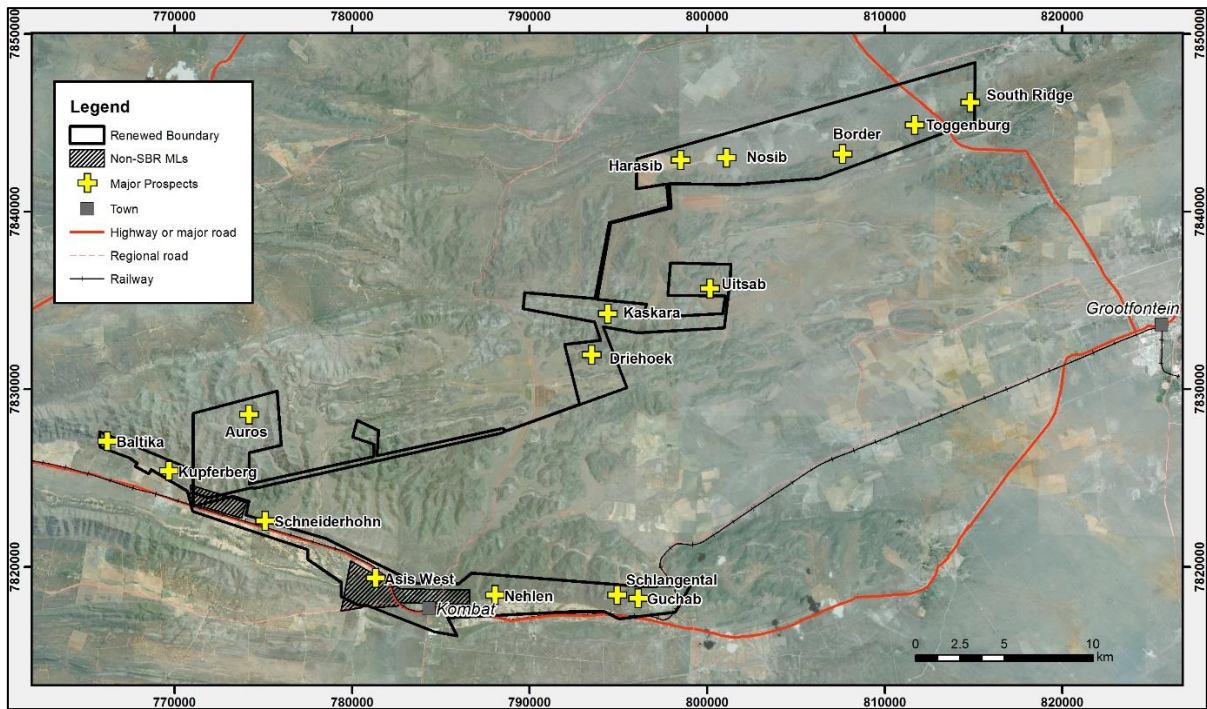 770000
780000
790000
800000
810000
820000
7850000
7840000
7830000
7820000
Legend
Renewed Boundary
Non-SBR MLs
Major Prospects
Town
Highway or major road
Regional road
Railway
South Ridge
Toggenburg
Border
Harasib
Nosib
Uitsab
Kaskara
Grootfontein
Driehoek
Auros
Baltika
Kupferberg
Schneiderhohn
Asis West
Schlangental
Nehlen
Guchab
Kombat
0 2.5 5 10
km
7850000
7840000
7830000
7820000
770000
780000
790000
800000
810000
820000